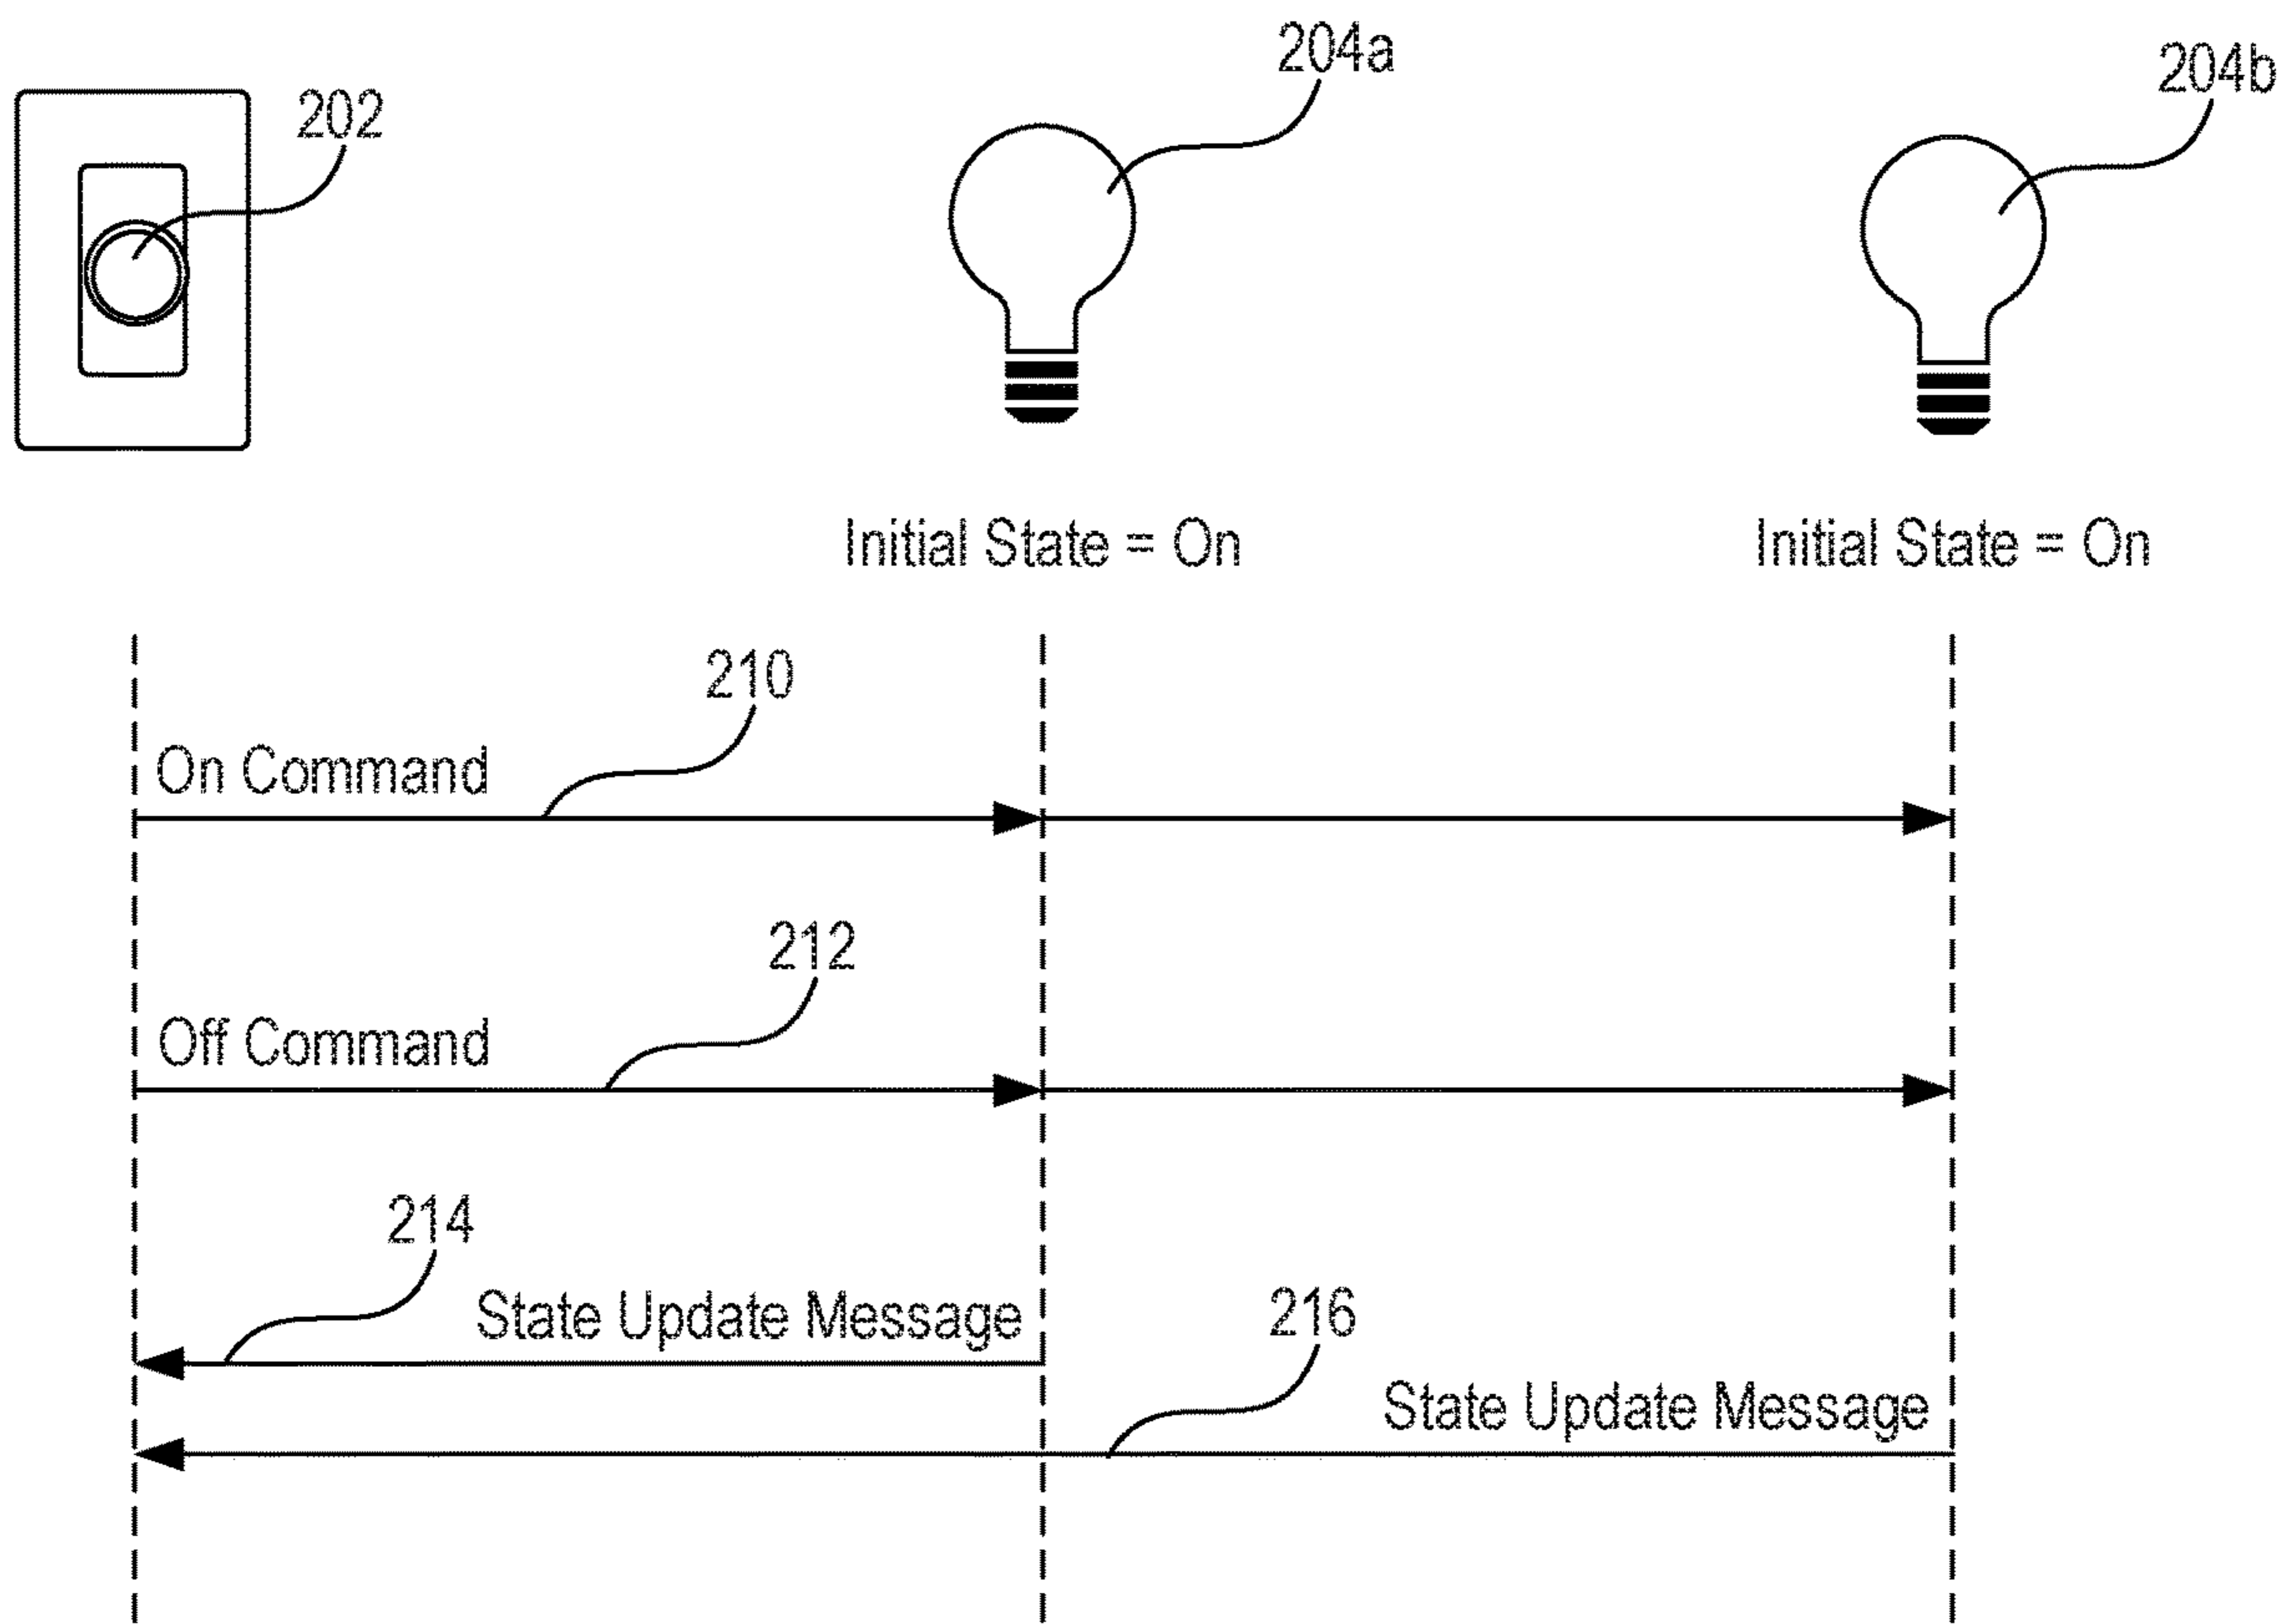 204a
204b
202
Initial State = On
Initial State = On
210
On Command
212
Off Command
214
State Update Message
216
State Update Message